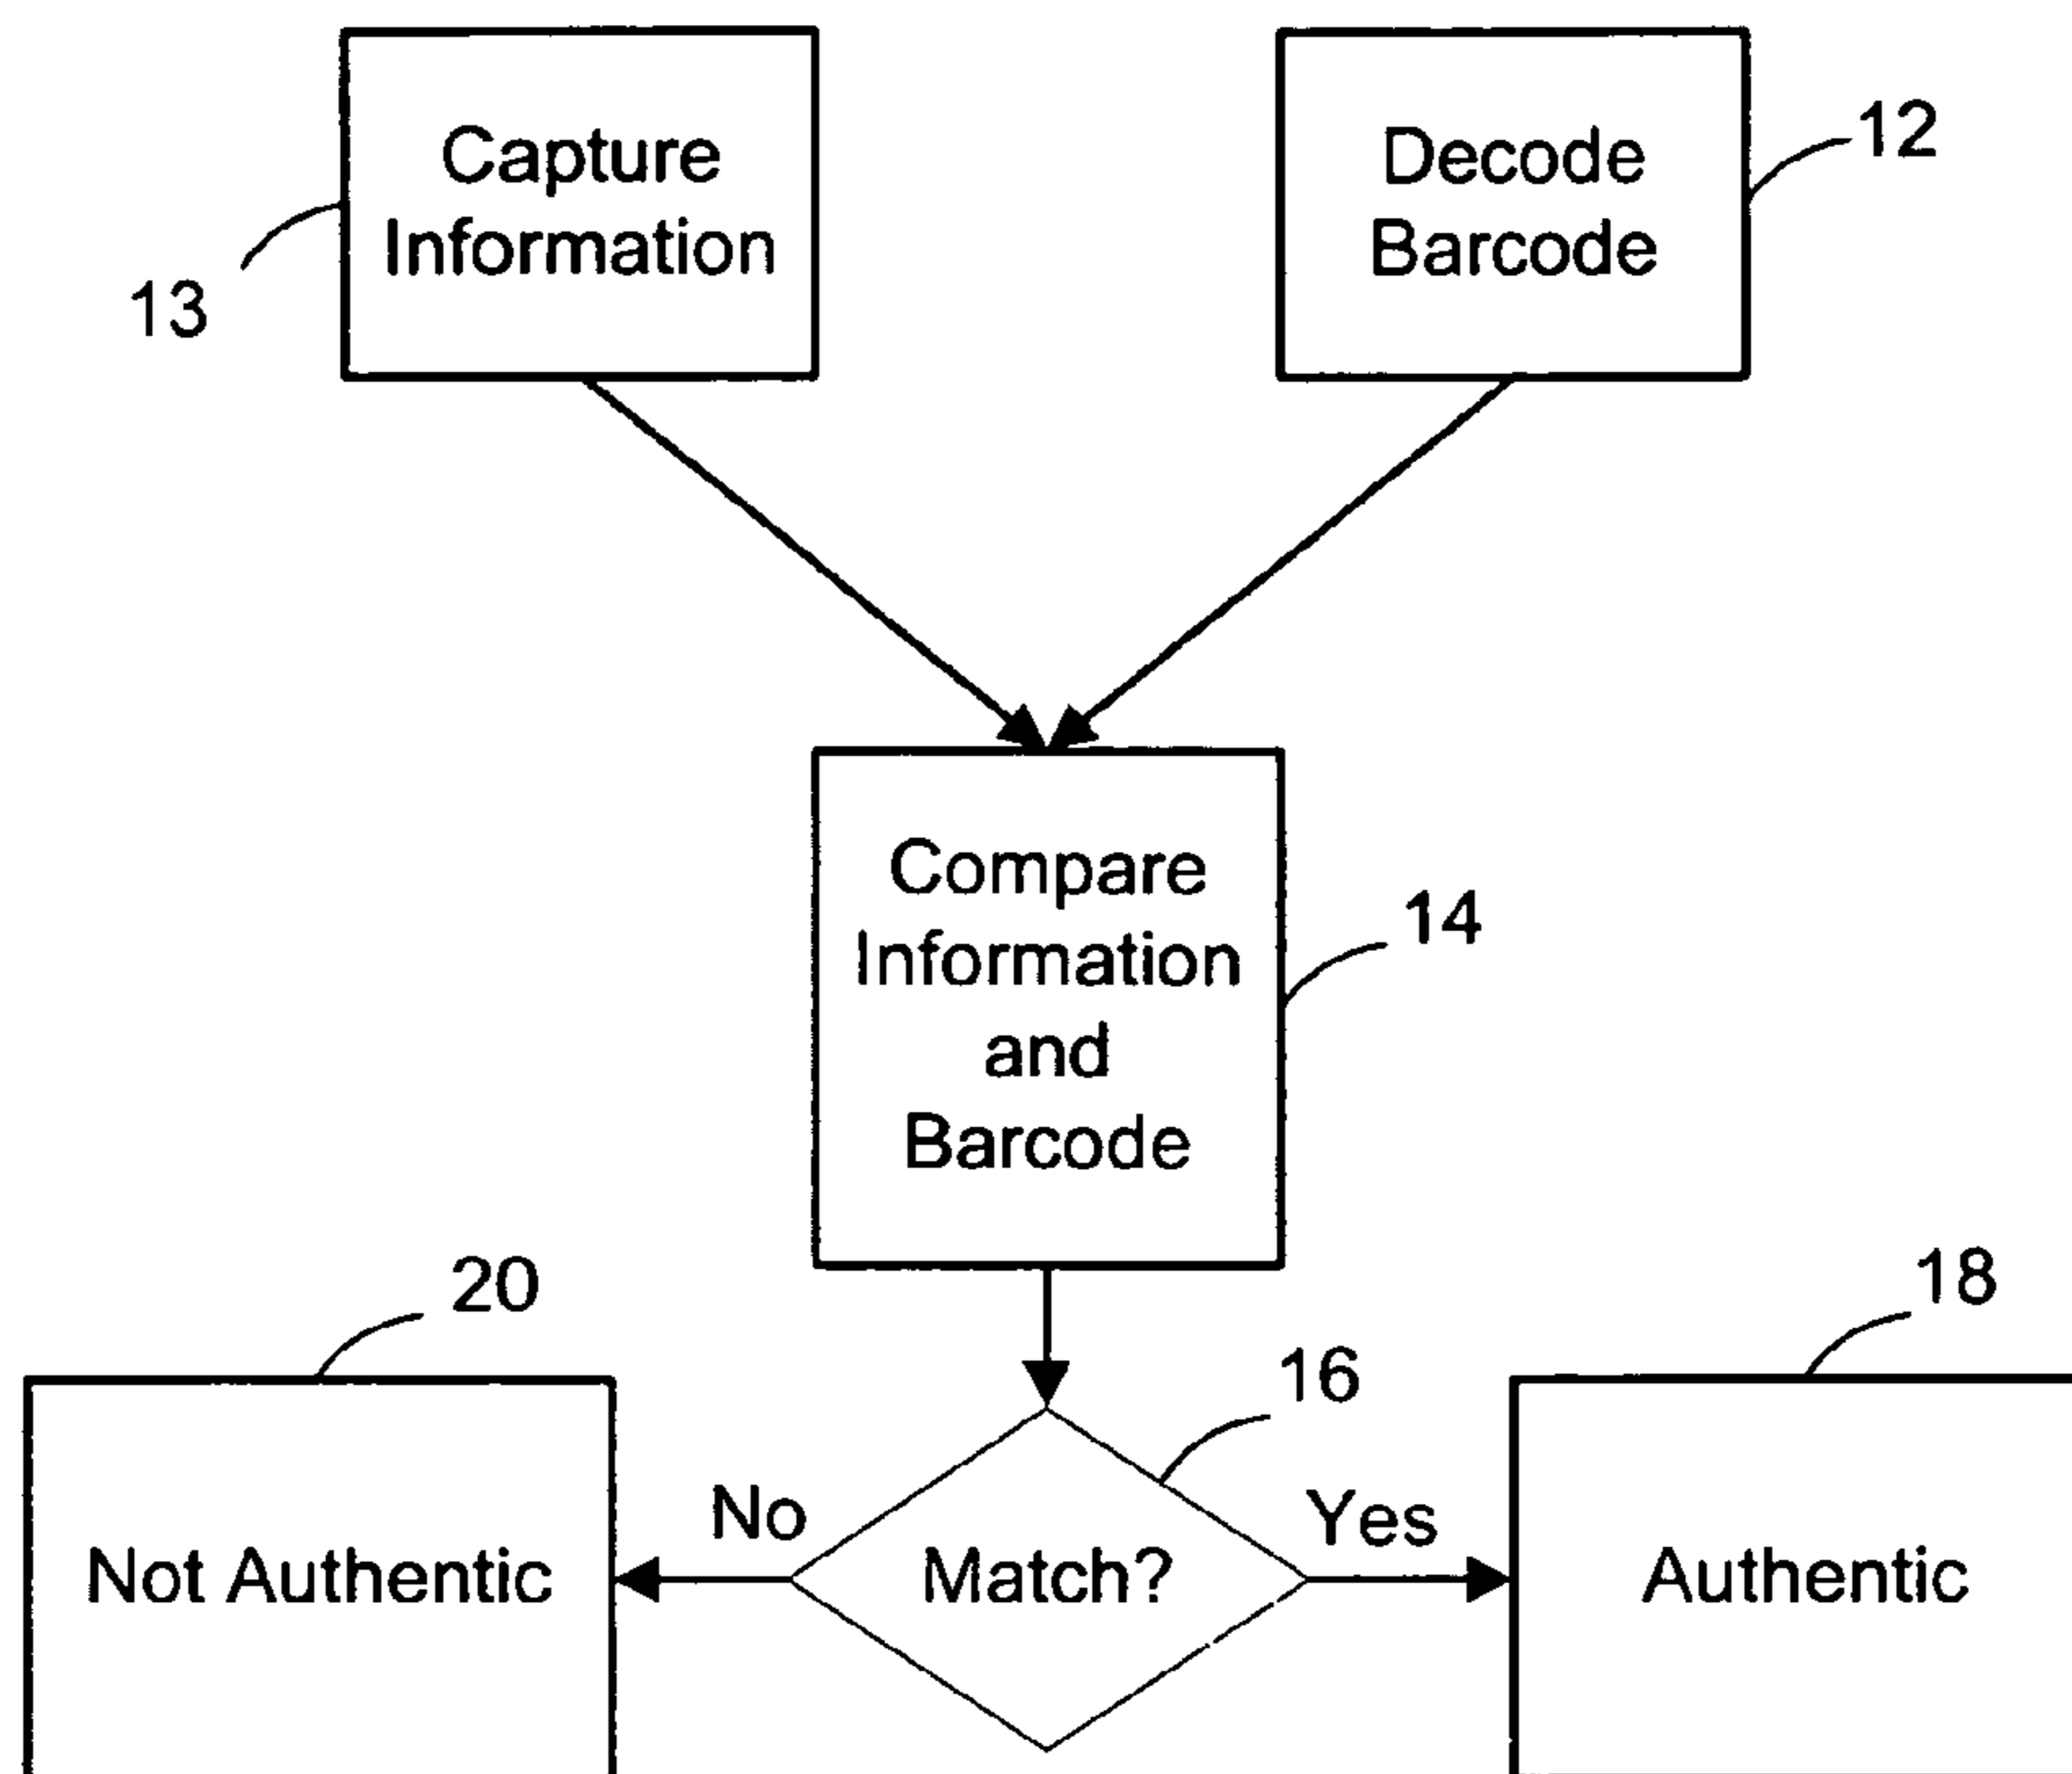 Capture
Information
13
Decode
Barcode
12
Compare
Information
and
Barcode
14
20
18
16
No
Yes
Not Authentic
Match?
Authentic